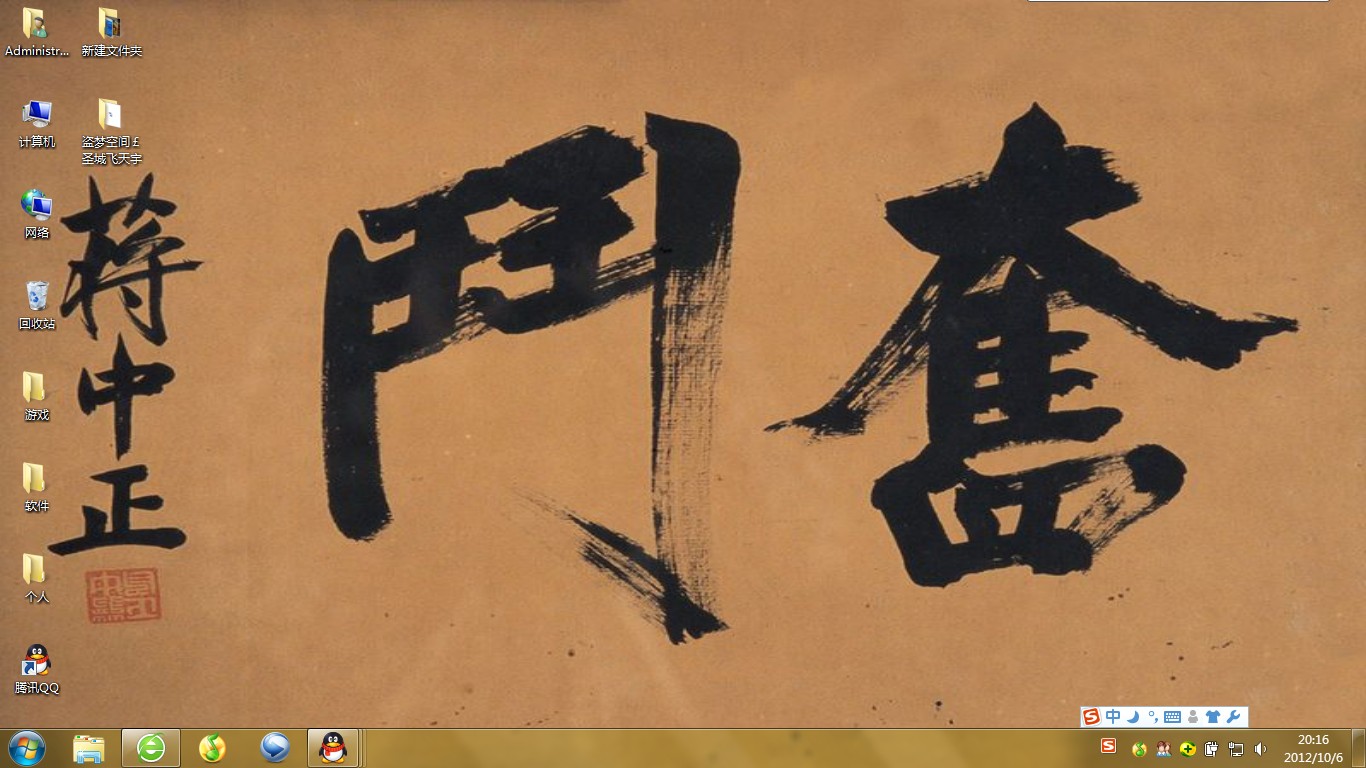 Administr...
新建文件夹
计算机
盗梦空间£
圣城飞天宇
网络
回收站
游戏
软件
个人
腾讯QQ
奮鬥
蔣中正
中
20:16
2012/10/6